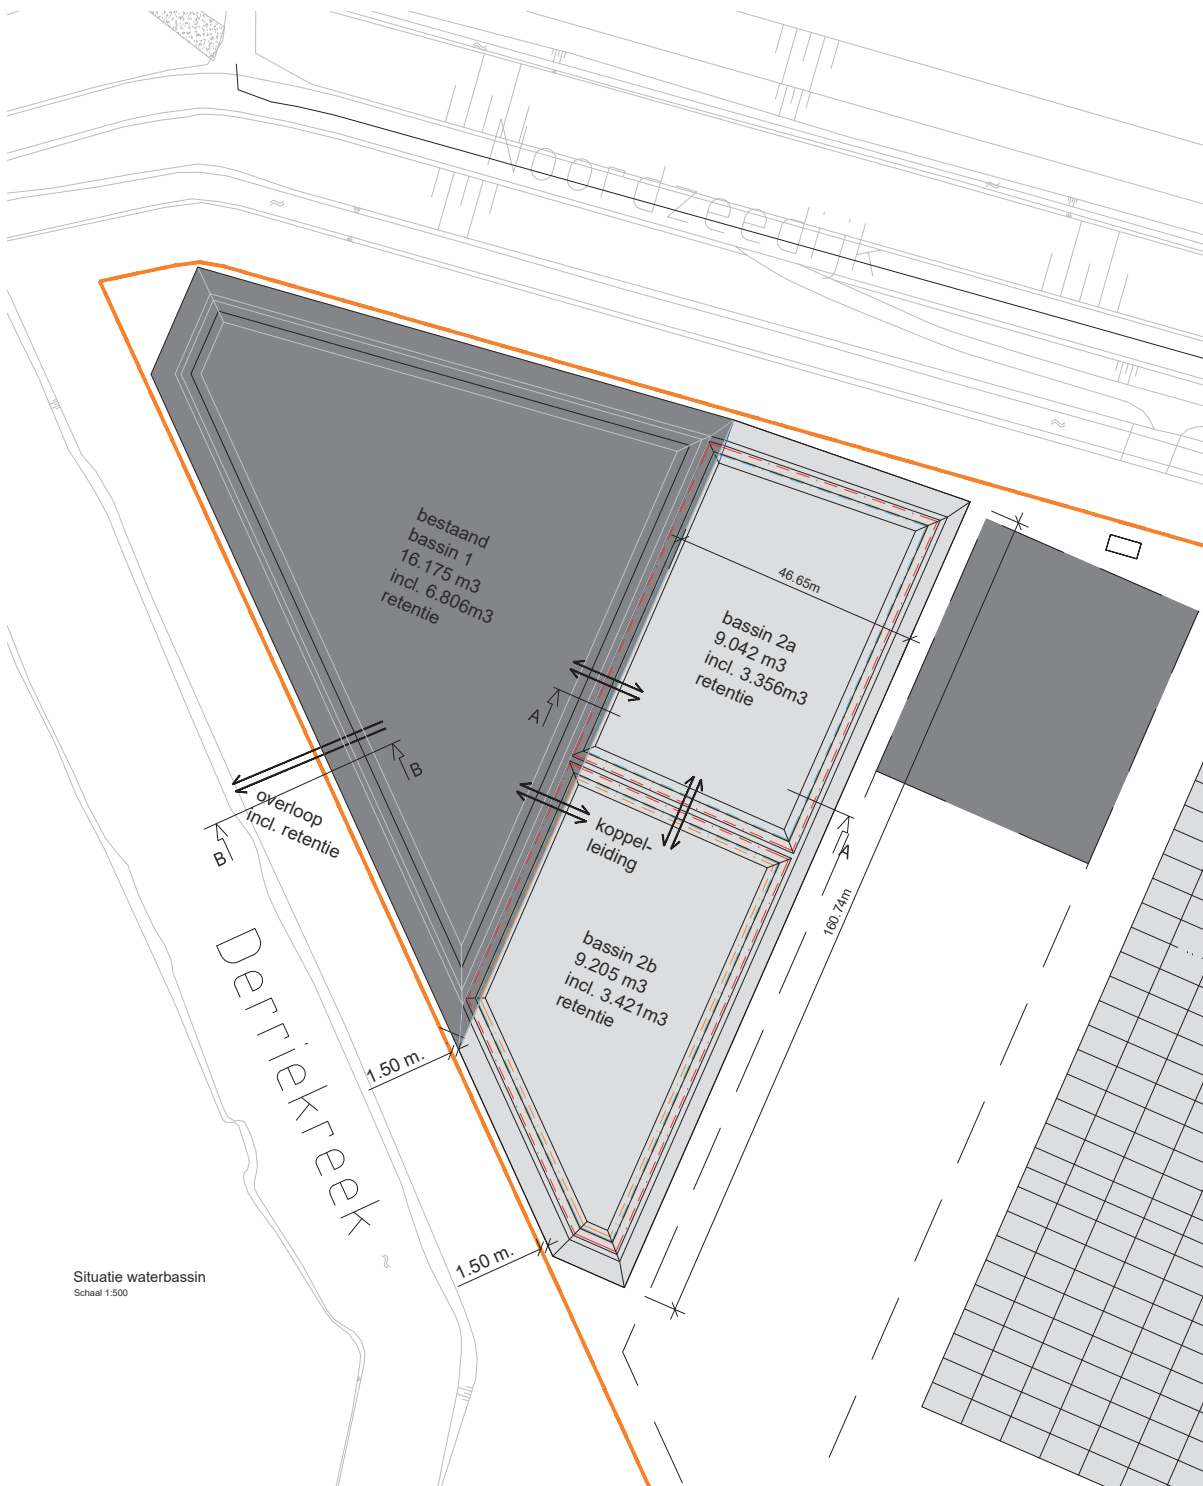 Noordzeedijk
bestaand
bassin 1
16.175 m3
incl. 6.806m3
retentie
46.65m
bassin 2a
9.042 m3
incl. 3.356m3
retentie
A
B
overloop
incl. retentie
B
koppel-
leiding
A
160.74m
bassin 2b
9.205 m3
incl. 3.421m3
retentie
Derriekreek
1.50 m.
1.50 m.
Situatie waterbassin
Schaal 1:500